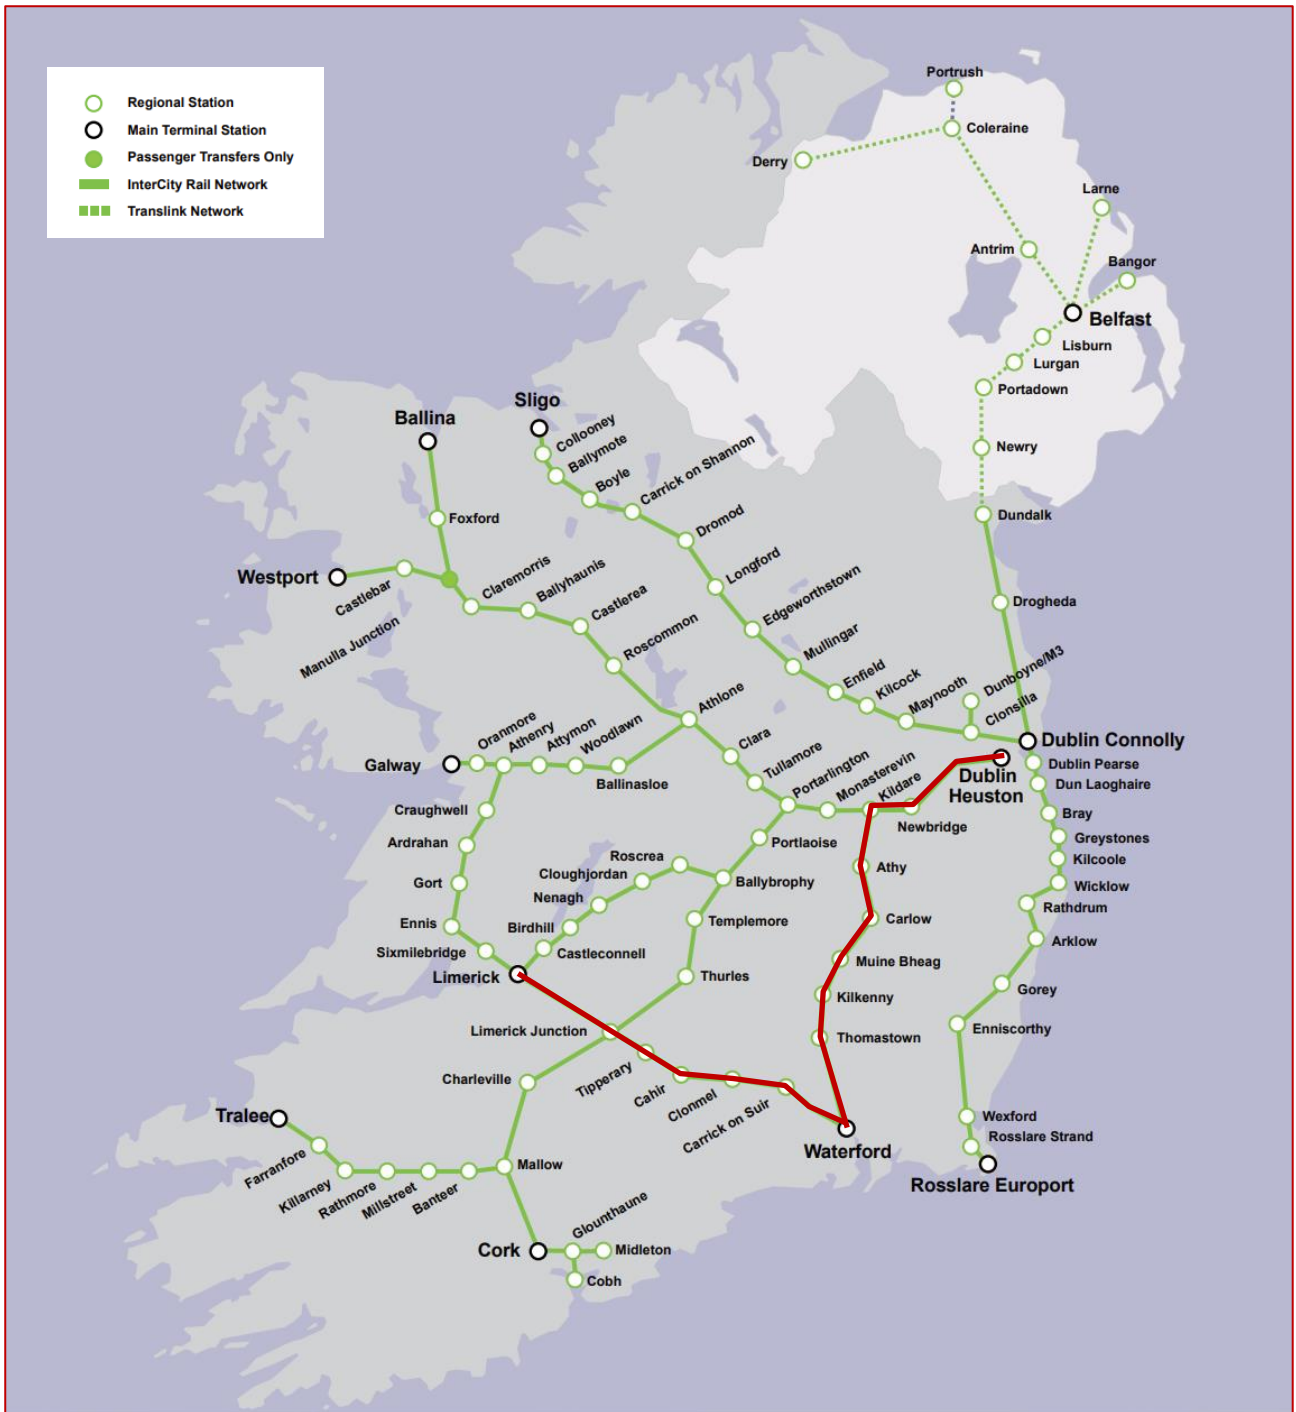 Regional Station
Main Terminal Station
Passenger Transfers Only
InterCity Rail Network
Translink Network
Portrush
Coleraine
Derry
Larne
Antrim
Bangor
Belfast
Lisburn
Lurgan
Portadown
Newry
Dundalk
Drogheda
Sligo
Collooney
Ballymote
Boyle
Carrick on Shannon
Dromod
Longford
Edgeworthstown
Mullingar
Enfield
Kilcock
Maynooth
Dunboyne/M3
Clonsilla
Ballina
Foxford
Westport
Castlebar
Manulla Junction
Claremorris
Ballyhaunis
Castlerea
Roscommon
Athlone
Clara
Tullamore
Portarlington
Monasterevin
Kildare
Newbridge
Dublin
Heuston
Dublin Connolly
Dublin Pearse
Dun Laoghaire
Bray
Greystones
Kilcoole
Wicklow
Rathdrum
Arklow
Gorey
Enniscorthy
Wexford
Rosslare Strand
Rosslare Europort
Galway
Oranmore
Athenry
Attymon
Woodlawn
Ballinasloe
Craughwell
Ardrahan
Gort
Ennis
Sixmilebridge
Limerick
Castleconnell
Birdhill
Nenagh
Cloughjordan
Roscrea
Ballybrophy
Portlaoise
Templemore
Thurles
Limerick Junction
Charleville
Mallow
Athy
Carlow
Muine Bheag
Kilkenny
Thomastown
Waterford
Carrick on Suir
Clonmel
Cahir
Tipperary
Tralee
Farranfore
Killarney
Rathmore
Millstreet
Banteer
Cork
Glounthaune
Midleton
Cobh